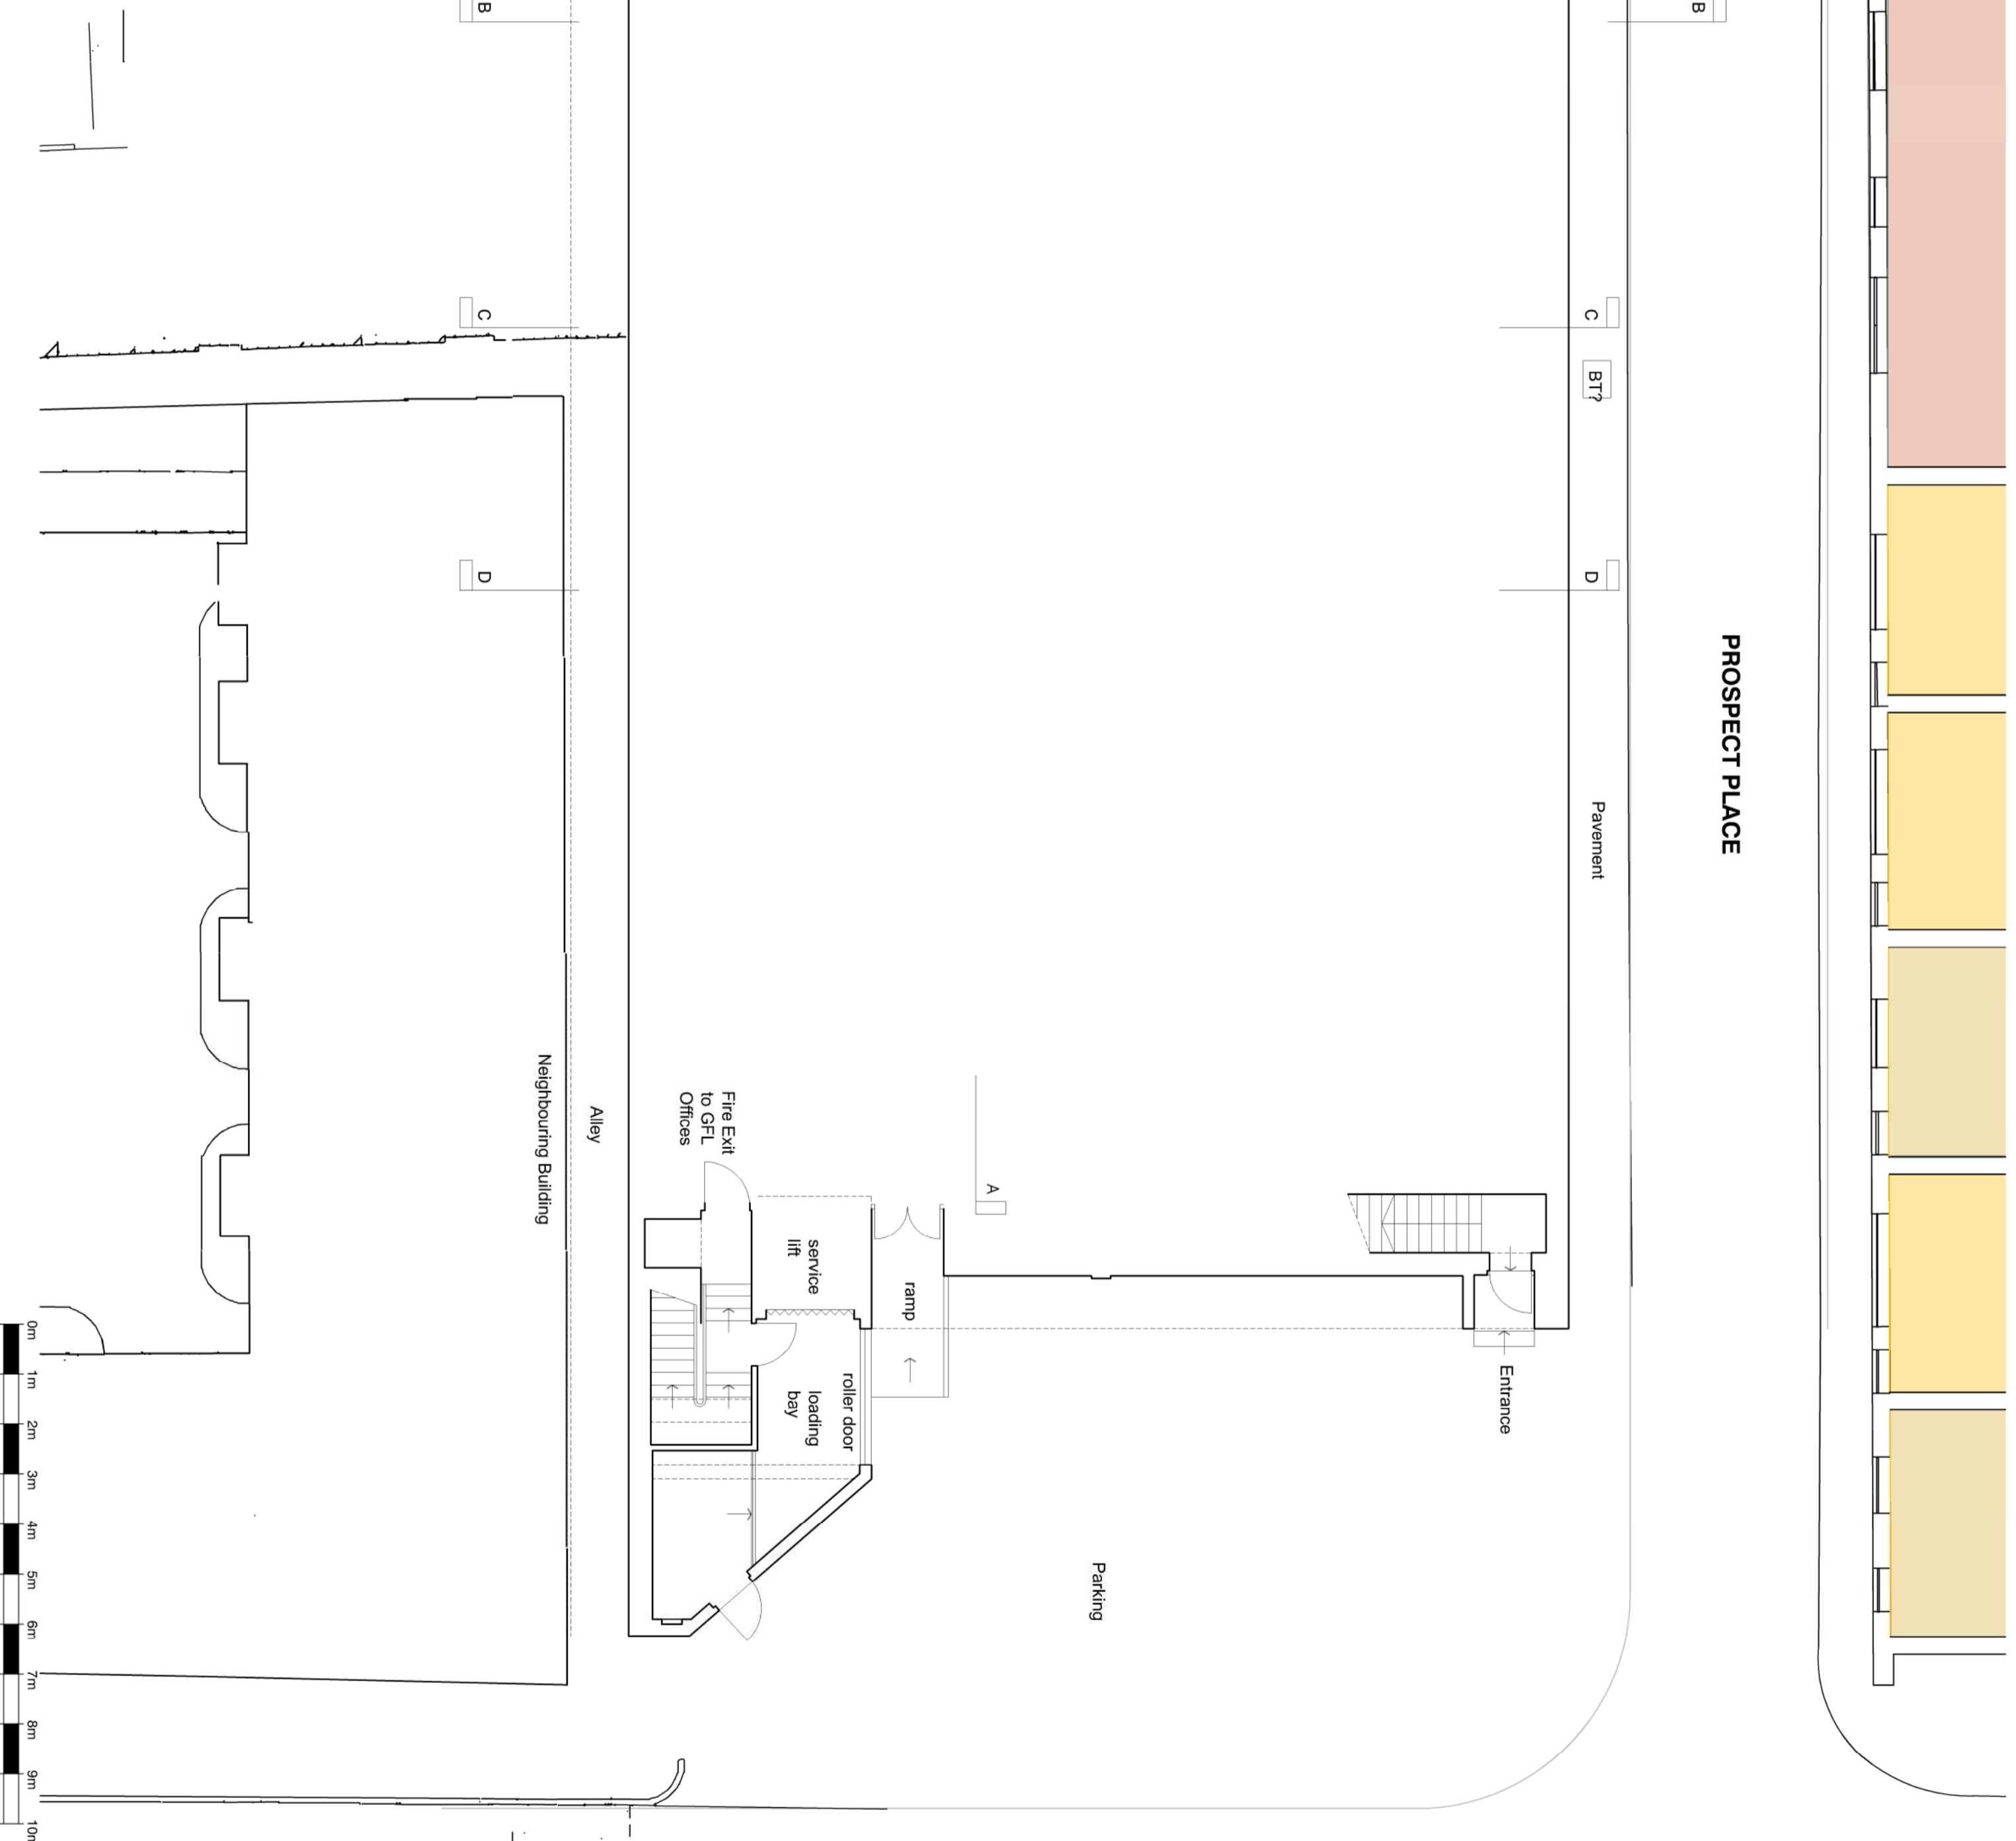 B
B
C
C
BT?
D
D
PROSPECT PLACE
Pavement
Neighbouring Building
Alley
Fire Exit
to GFL
Offices
A
service
lift
ramp
roller door
loading
bay
Entrance
Parking
0m
1m
2m
3m
4m
5m
6m
7m
8m
9m